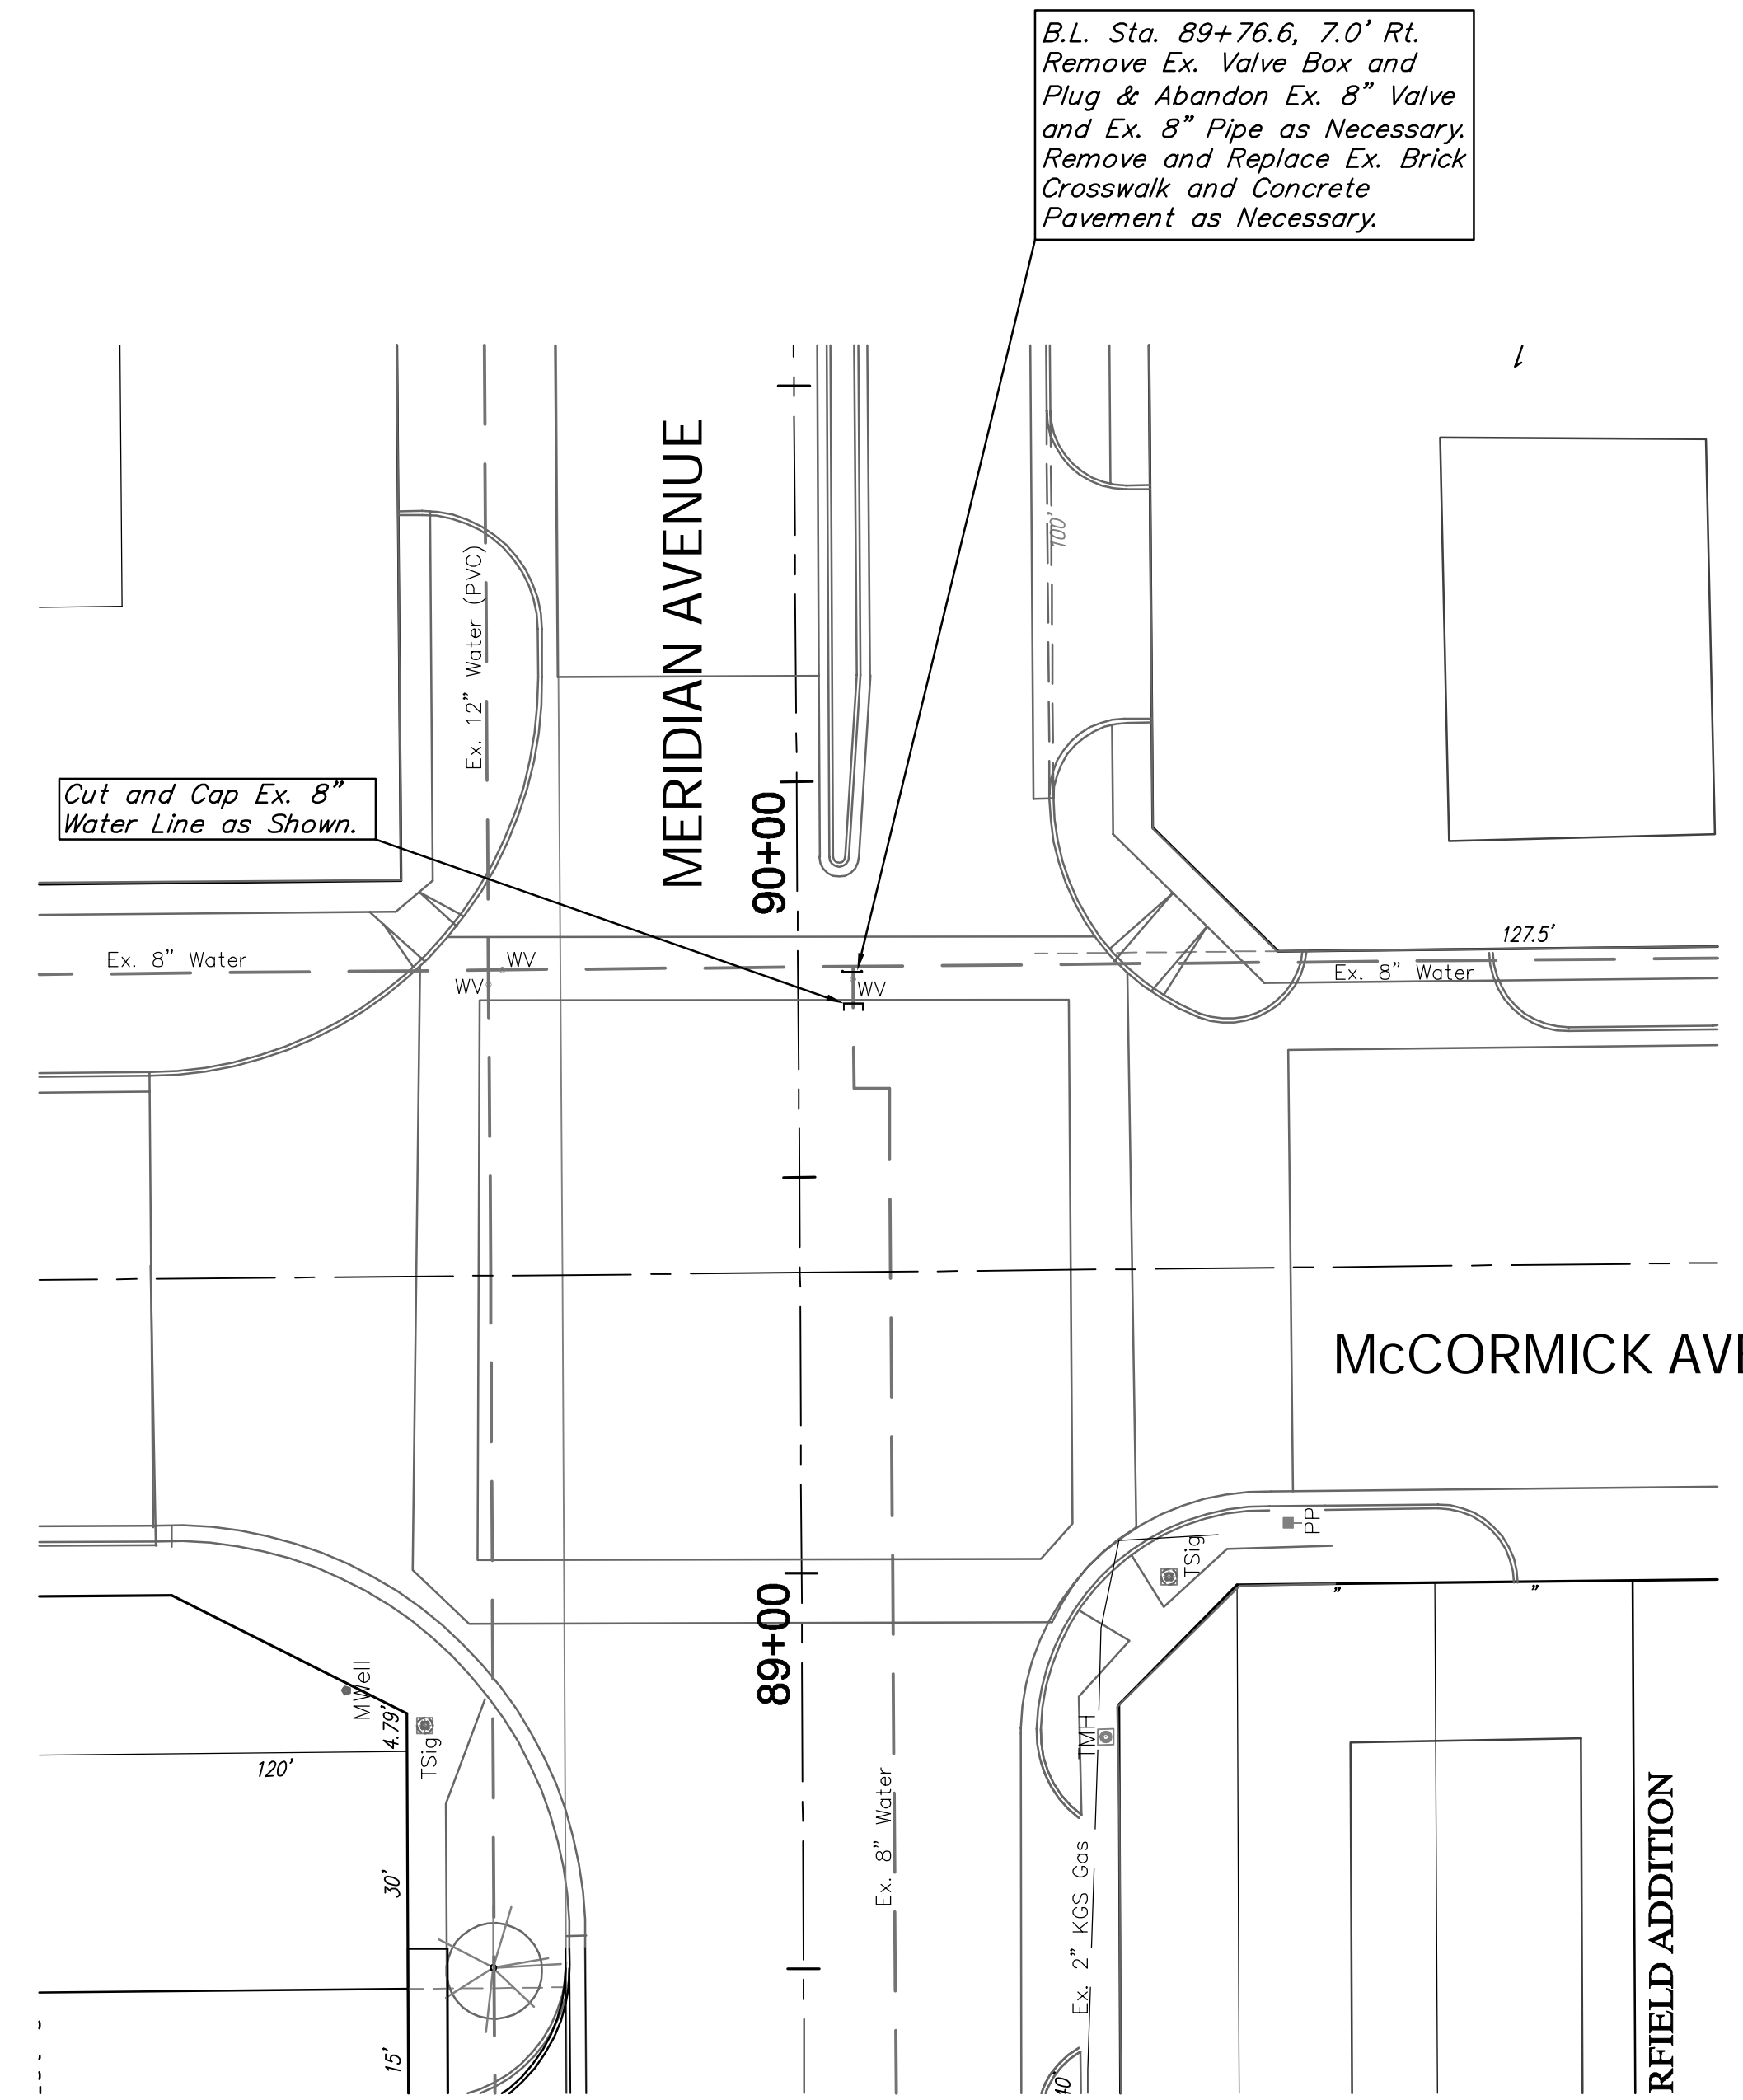 B.L. Sta. 89+76.6, 7.0' Rt.
Remove Ex. Valve Box and
Plug & Abandon Ex. 8" Valve
and Ex. 8" Pipe as Necessary.
Remove and Replace Ex. Brick
Crosswalk and Concrete
Pavement as Necessary.
100'
Ex. 12" Water (PVC)
MERIDIAN AVENUE
Cut and Cap Ex. 8"
Water Line as Shown.
90+00
127.5'
Ex. 8" Water
WV
WV
WV
Ex. 8" Water
McCORMICK AVE
PP
TSig
89+00
MWell
4.79'
TSig
TMH
120'
30'
Ex. 8" Water
Ex. 2" KGS Gas
15'
40'
RFIELD ADDITION